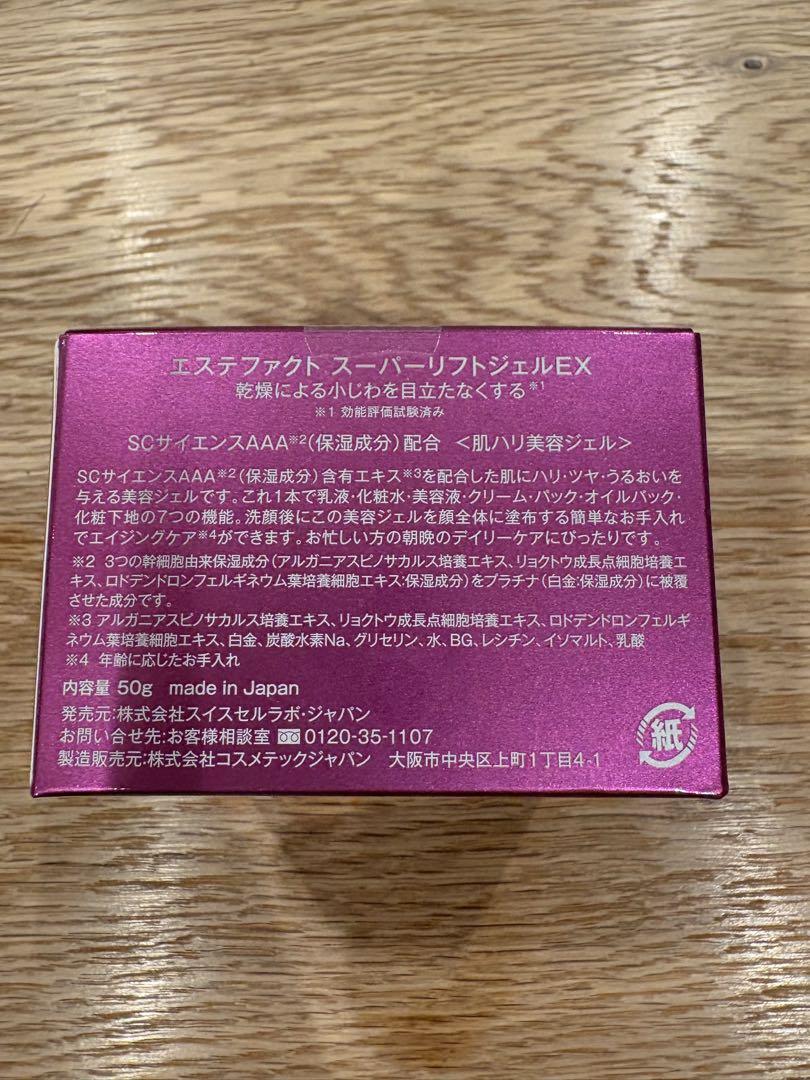 エステファクト スーパーリフトジェルEX
乾燥による小じわを目立たなくする※1
※1 効能評価試験済み
SCサイエンスAAA※2(保湿成分)配合 <肌ハリ美容ジェル>
SCサイエンスAAA※2(保湿成分)含有エキス※3を配合した肌にハリ・ツヤ・うるおいを
与える美容ジェルです。これ1本で乳液・化粧水・美容液・クリーム・パック・オイルパック・
化粧下地の7つの機能。洗顔後にこの美容ジェルを顔全体に塗布する簡単なお手入れ
でエイジングケア※4ができます。お忙しい方の朝晩のデイリーケアにぴったりです。
※2 3つの幹細胞由来保湿成分(アルガニアスピノサカルス培養エキス、リョクトウ成長点細胞培養エ
キス、ロドデンドロンフェルギネウム葉培養細胞エキス:保湿成分)をプラチナ(白金:保湿成分)に被覆
させた成分です。
※3 アルガニアスピノサカルス培養エキス、リョクトウ成長点細胞培養エキス、ロドデンドロンフェルギ
ネウム葉培養細胞エキス、白金、炭酸水素Na、グリセリン、水、BG、レシチン、イソマルト、乳酸
※4 年齢に応じたお手入れ
内容量 50g made in Japan
発売元:株式会社スイスセルラボ・ジャパン
お問い合せ先:お客様相談室 0120-35-1107
製造販売元:株式会社コスメテックジャパン 大阪市中央区上町1丁目4-1
紙